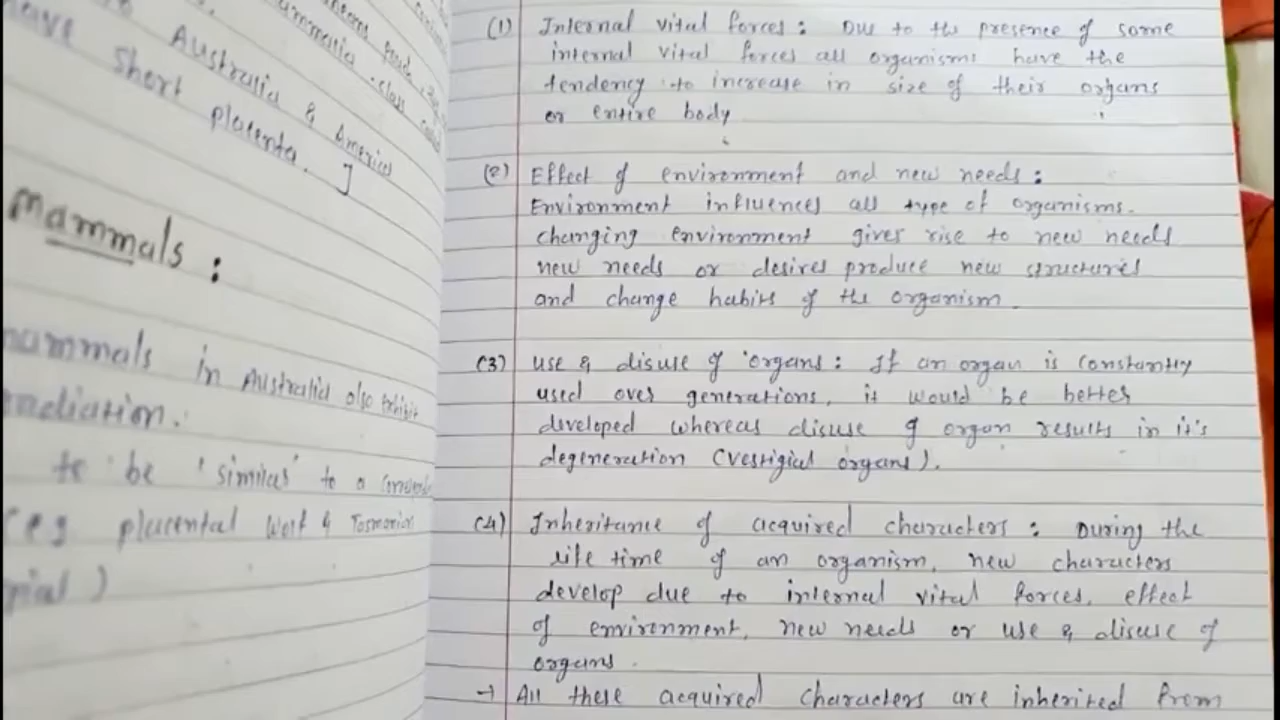 Australia & America
have short placenta.]
Mammals :
mammals in Australia also exhibit
radiation.
to be 'similar' to a
(eg placental Wolf & Tasmanian
(1) Internal vital forces : Due to the presence of some
internal vital forces all organisms have the
tendency to increase in size of their organs
or entire body
(2) Effect of environment and new needs :
Environment influences all type of organisms.
changing environment gives rise to new needs
new needs or desires produce new structures
and change habits of the organism.
(3) use & disuse of organs : If an organ is constantly
used over generations, it would be better
developed whereas disuse of organ results in it's
degeneration (vestigial organs).
(4) Inheritance of acquired characters : During the
life time of an organism, new characters
develop due to internal vital forces, effect
of environment, new needs or use & disuse of
organs.
→ All these acquired characters are inherited from